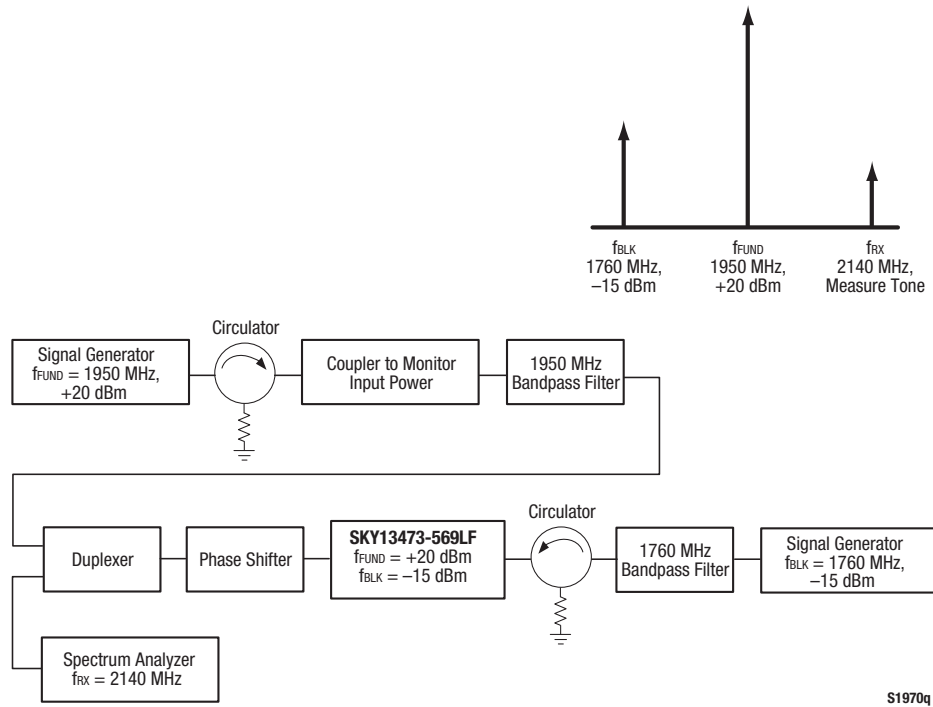 fBLK
1760 MHz,
–15 dBm
fFUND
1950 MHz,
+20 dBm
fRX
2140 MHz,
Measure Tone
Signal Generator
fFUND = 1950 MHz,
+20 dBm
Circulator
Coupler to Monitor
Input Power
1950 MHz
Bandpass Filter
Duplexer
Phase Shifter
SKY13473-569LF
fFUND = +20 dBm
fBLK = –15 dBm
Circulator
1760 MHz
Bandpass Filter
Signal Generator
fBLK = 1760 MHz,
–15 dBm
Spectrum Analyzer
fRX = 2140 MHz
S1970q